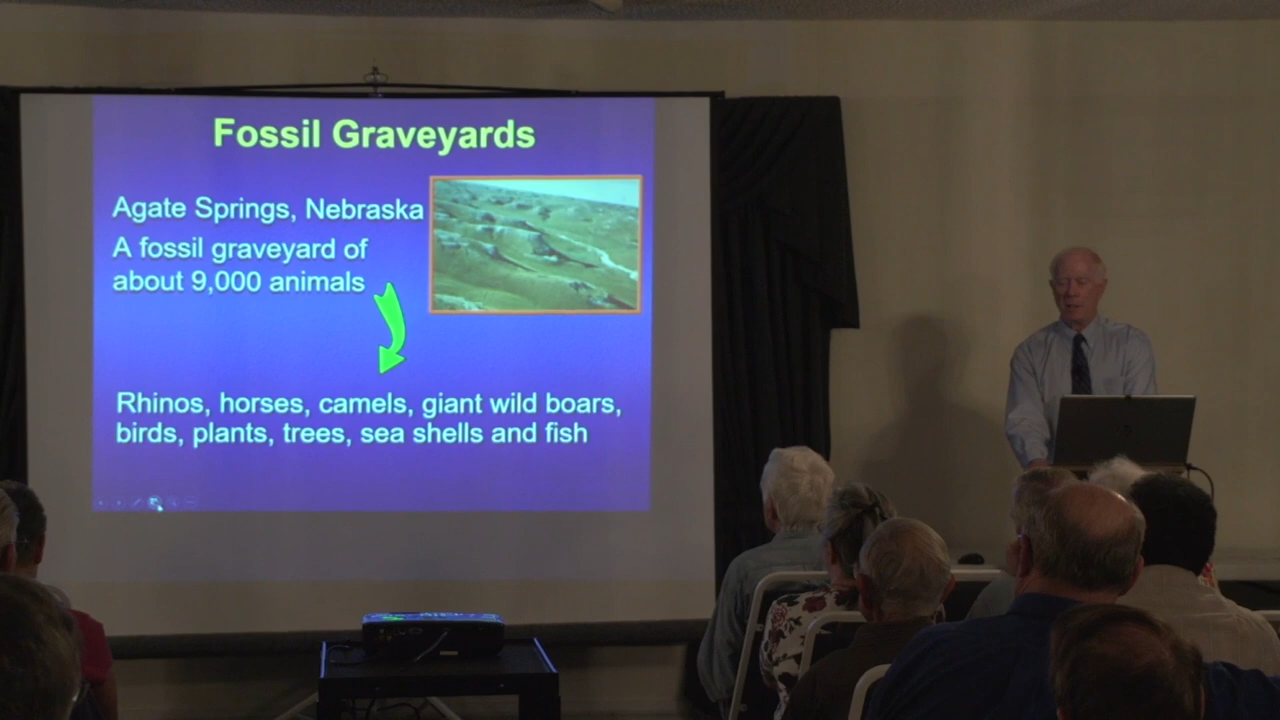 Fossil Graveyards
Agate Springs, Nebraska
A fossil graveyard of
about 9,000 animals
Rhinos, horses, camels, giant wild boars,
birds, plants, trees, sea shells and fish